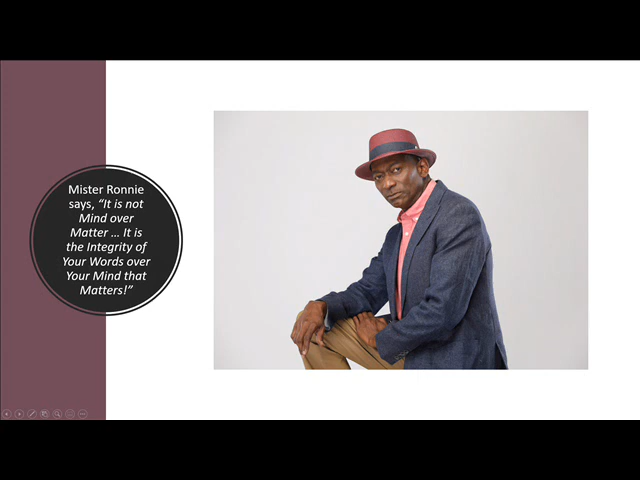 Mister Ronnie
says, “It is not
Mind over
Matter … It is
the Integrity of
Your Words over
Your Mind that
Matters!”